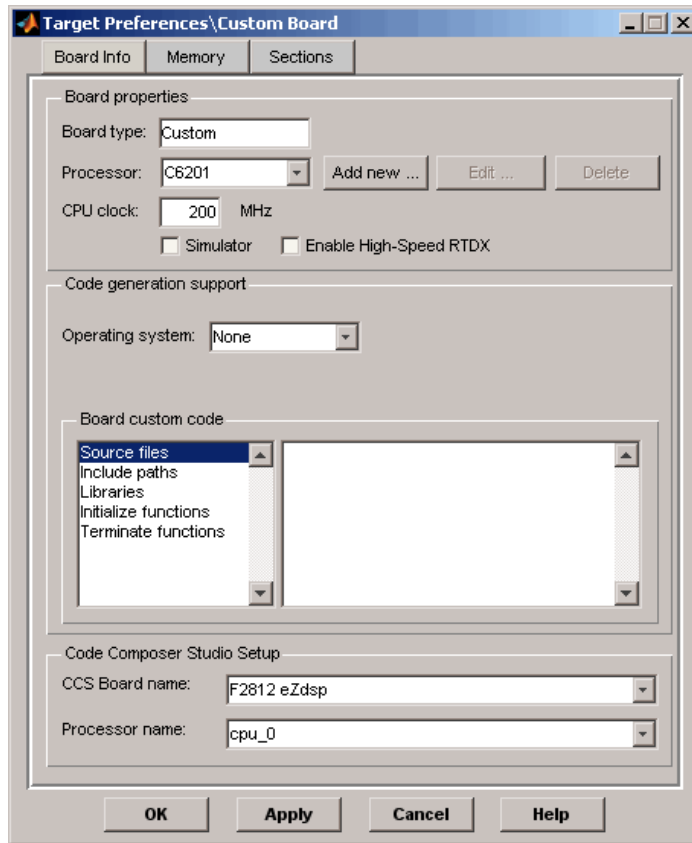 Target Preferences\Custom Board
Board Info Memory Sections
Board properties
Board type: Custom
Processor: C6201 Add new ... Edit ... Delete
CPU clock: 200 MHz
Simulator Enable High-Speed RTDX
Code generation support
Operating system: None
Board custom code
Source files
Include paths
Libraries
Initialize functions
Terminate functions
Code Composer Studio Setup
CCS Board name: F2812 eZdsp
Processor name: cpu_0
OK Apply Cancel Help